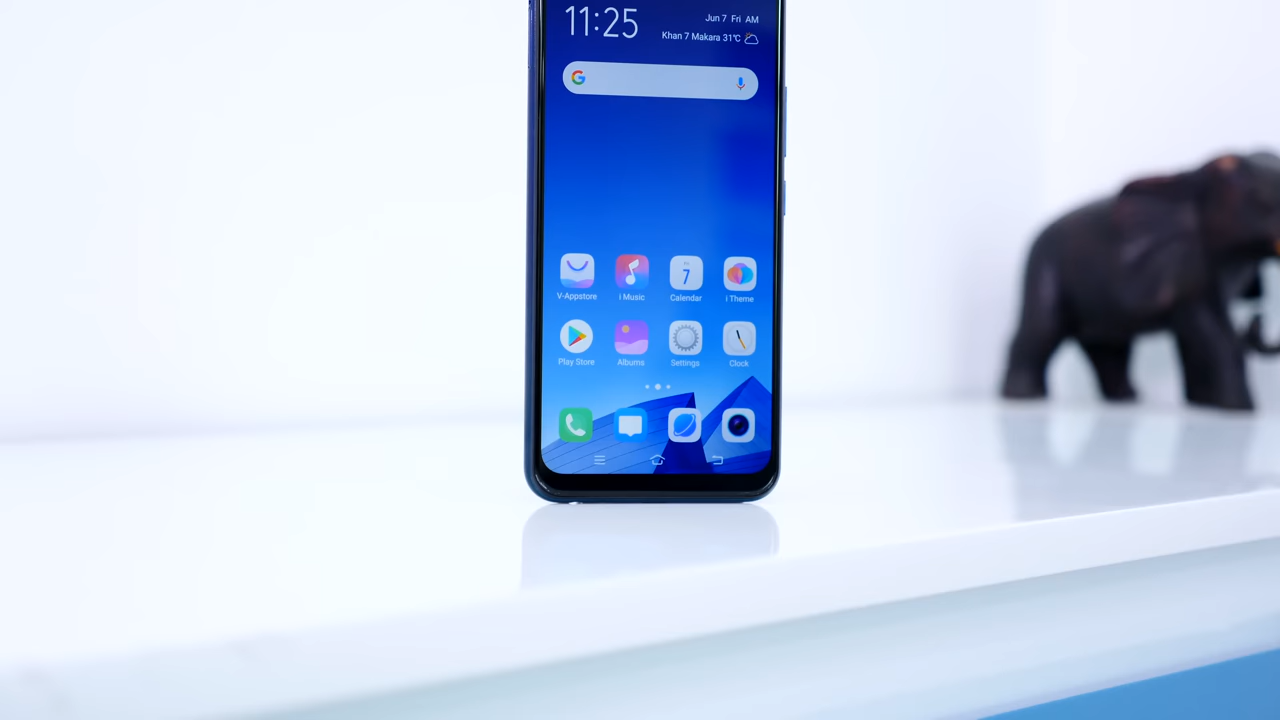 11:25
Jun 7 Fri AM
Khan 7 Makara 31℃
G
V-Appstore
i Music
7
Calendar
i Theme
Play Store
Albums
Settings
Clock